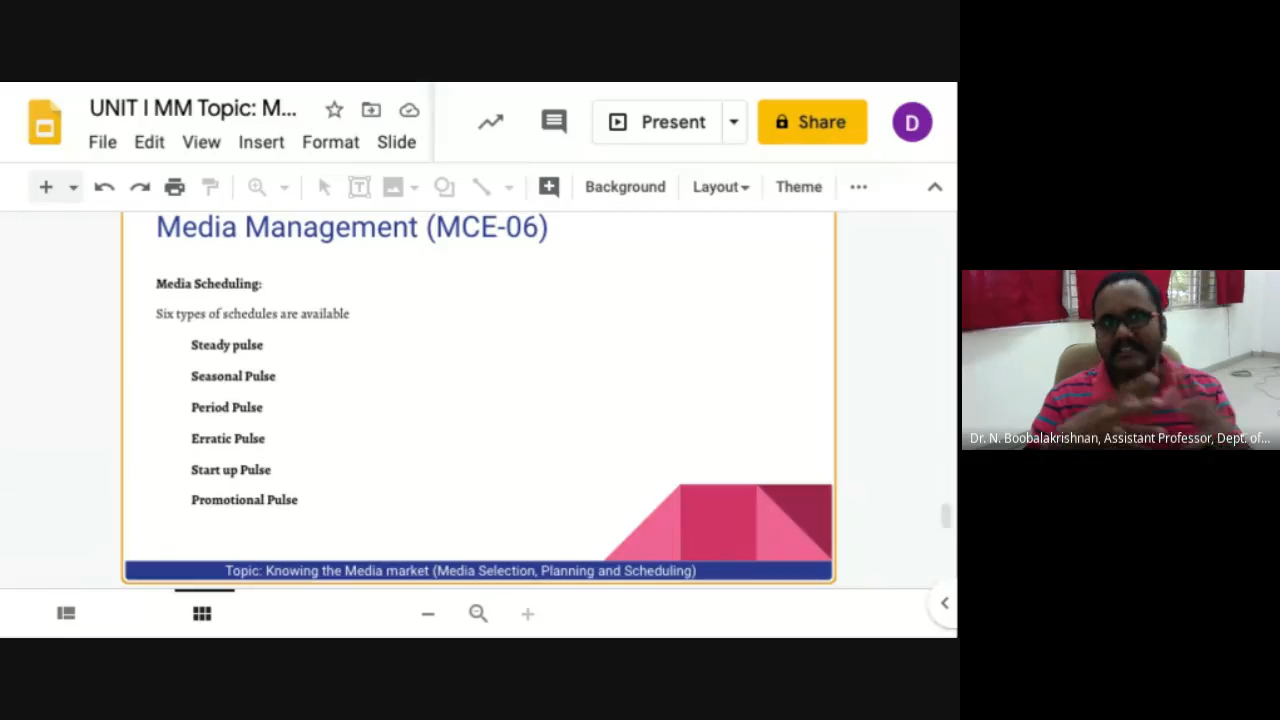 UNIT I MM Topic: M...
File Edit View Insert Format Slide
Present
Share
D
Background Layout Theme
Media Management (MCE-06)
Media Scheduling:
Six types of schedules are available
Steady pulse
Seasonal Pulse
Period Pulse
Erratic Pulse
Start up Pulse
Promotional Pulse
Topic: Knowing the Media market (Media Selection, Planning and Scheduling)
Dr. N. Boobalakrishnan, Assistant Professor, Dept. of...